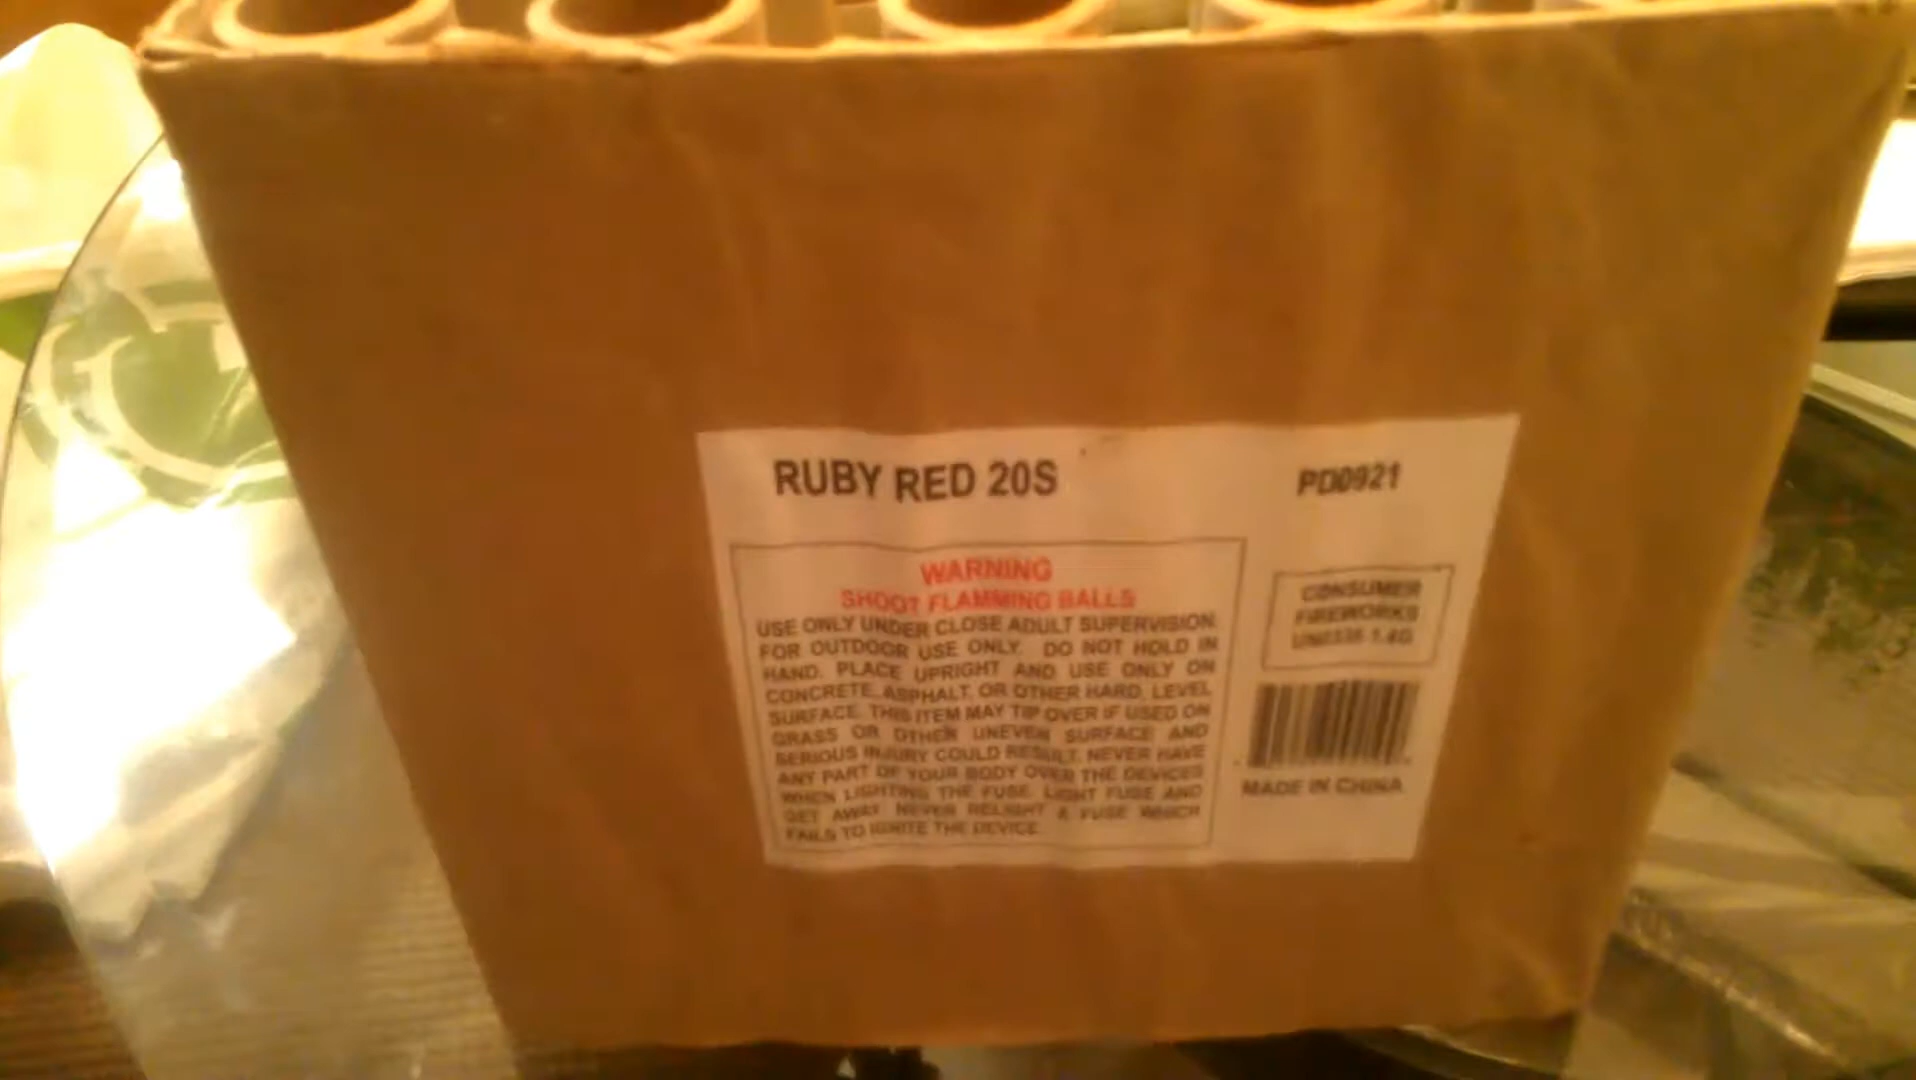 RUBY RED 20S
PD0921
WARNING
SHOOT FLAMMING BALLS
USE ONLY UNDER CLOSE ADULT SUPERVISION.
FOR OUTDOOR USE ONLY. DO NOT HOLD IN
HAND. PLACE UPRIGHT AND USE ONLY ON
CONCRETE, ASPHALT, OR OTHER HARD, LEVEL
SURFACE. THIS ITEM MAY TIP OVER IF USED ON
GRASS OR OTHER UNEVEN SURFACE AND
SERIOUS INJURY COULD RESULT. NEVER HAVE
ANY PART OF YOUR BODY OVER THE DEVICES
WHEN LIGHTING THE FUSE. LIGHT FUSE AND
GET AWAY. NEVER RELIGHT A FUSE WHICH
FAILS TO IGNITE THE DEVICE.
CONSUMER
FIREWORKS
UN0336 1.4G
MADE IN CHINA